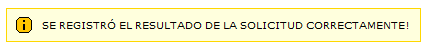 SE REGISTRÓ EL RESULTADO DE LA SOLICITUD CORRECTAMENTE!